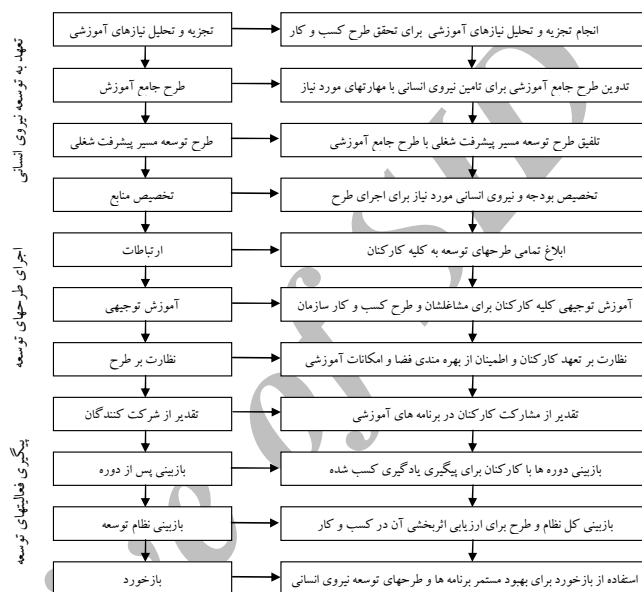 تعهد به توسعه نیروی انسانی
تجزیه و تحلیل نیازهای آموزشی
انجام تجزیه و تحلیل نیازهای آموزشی برای تحقق طرح کسب و کار
طرح جامع آموزش
تدوین طرح جامع آموزشی برای تامین نیروی انسانی با مهارتهای مورد نیاز
طرح توسعه مسیر پیشرفت شغلی
تلفیق طرح توسعه مسیر پیشرفت شغلی با طرح جامع آموزشی
تخصیص منابع
تخصیص بودجه و نیروی انسانی مورد نیاز برای اجرای طرح
اجرای طرحهای توسعه
ارتباطات
ابلاغ تمامی طرحهای توسعه به کلیه کارکنان
آموزش توجیهی
آموزش توجیهی کلیه کارکنان برای مشاغلشان و طرح کسب و کار سازمان
نظارت بر طرح
نظارت بر تعهد کارکنان و اطمینان از بهره مندی فضا و امکانات آموزشی
پیگیری فعالیتهای توسعه
تقدیر از شرکت کنندگان
تقدیر از مشارکت کارکنان در برنامه های آموزشی
بازبینی پس از دوره
بازبینی دوره ها با کارکنان برای پیگیری یادگیری کسب شده
بازبینی نظام توسعه
بازبینی کل نظام و طرح برای ارزیابی اثربخشی آن در کسب و کار
بازخورد
استفاده از بازخورد برای بهبود مستمر برنامه ها و طرحهای توسعه نیروی انسانی
of SID